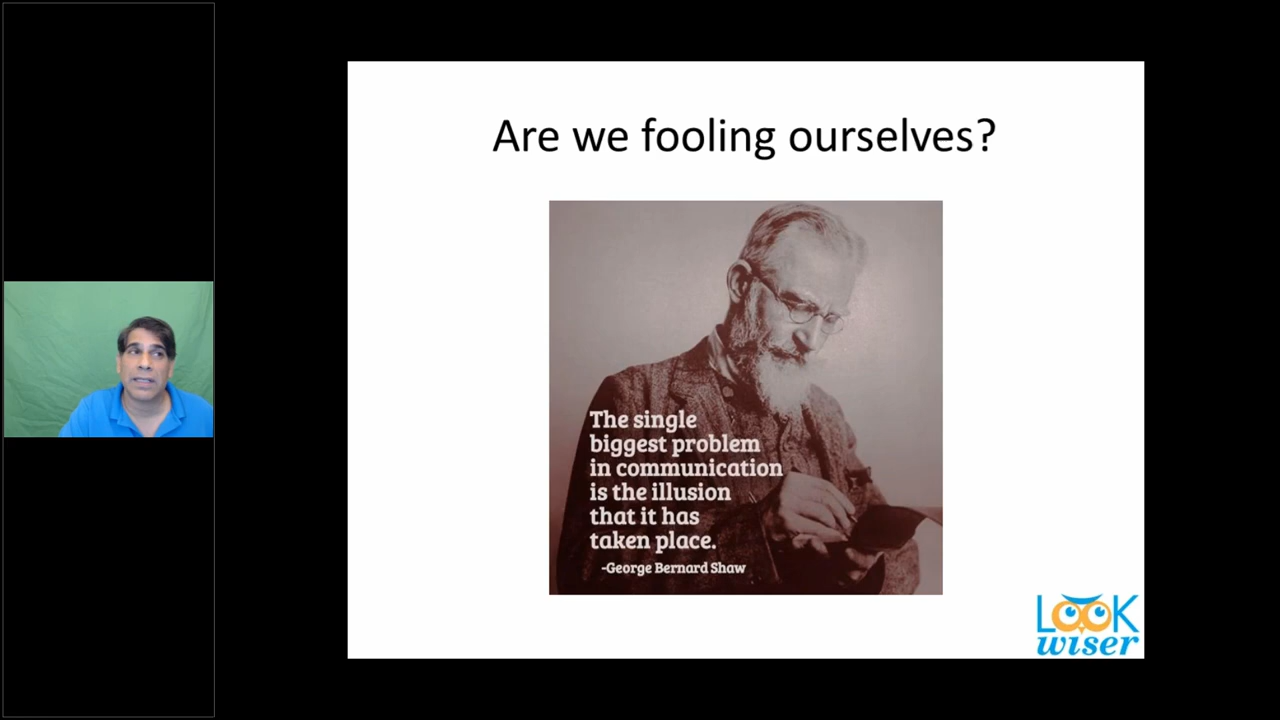 Are we fooling ourselves?
The single
biggest problem
in communication
is the illusion
that it has
taken place.
-George Bernard Shaw
LOOK
wiser